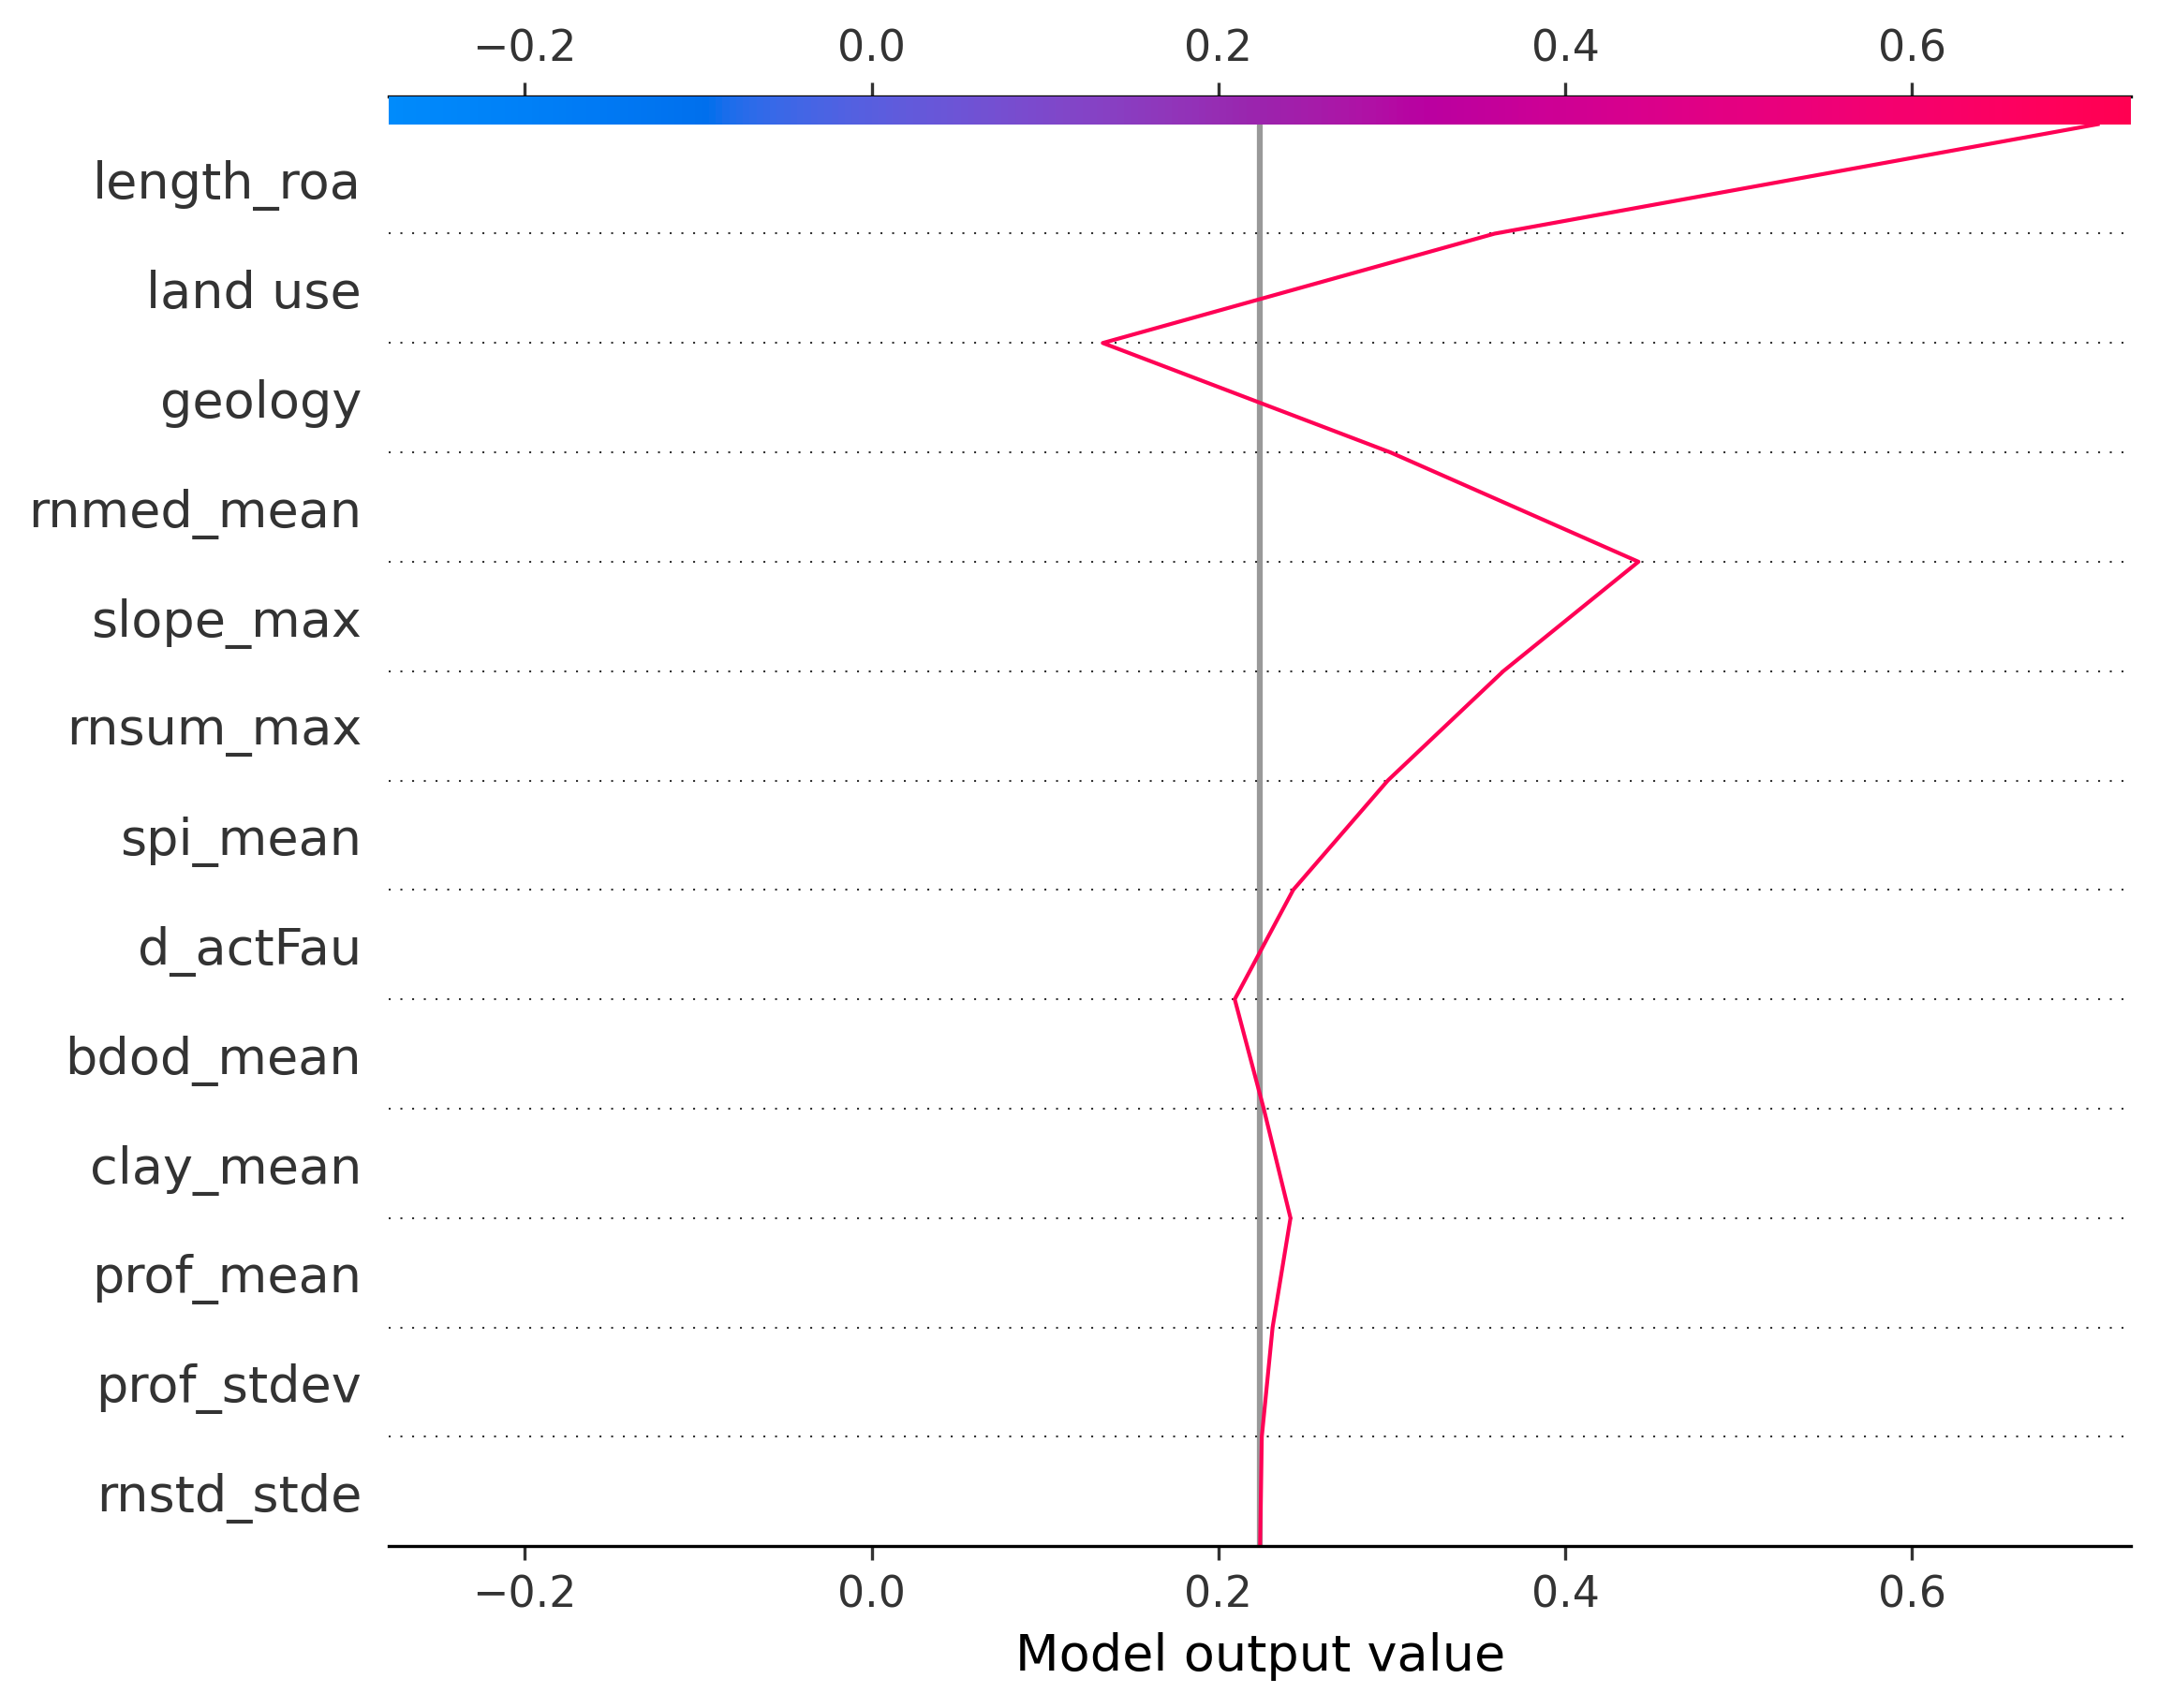 −0.2 0.0 0.2 0.4 0.6
length_roa
land use
geology
rnmed_mean
slope_max
rnsum_max
spi_mean
d_actFau
bdod_mean
clay_mean
prof_mean
prof_stdev
rnstd_stde
−0.2 0.0 0.2 0.4 0.6
Model output value